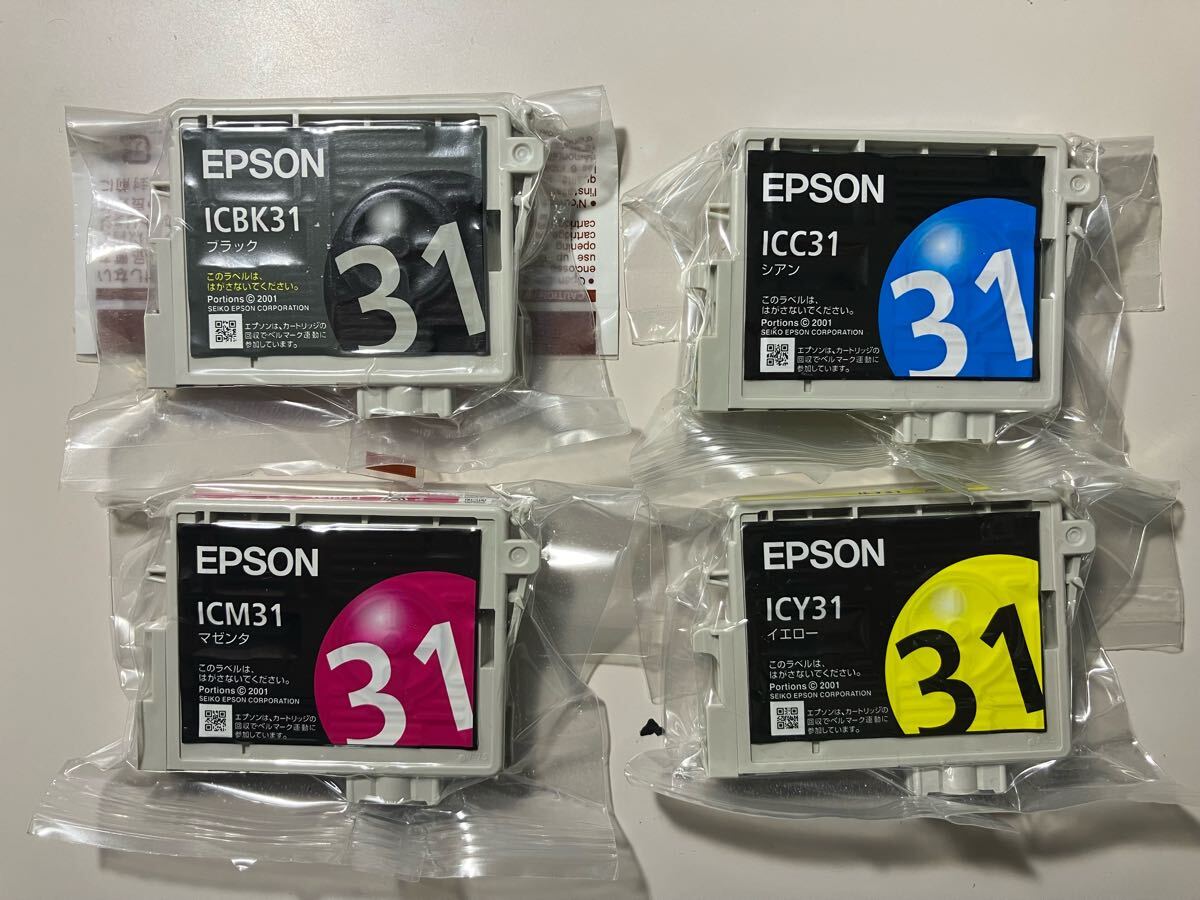 EPSON
ICBK31
ブラック
31
このラベルは、
はがさないでください。
Portions © 2001
SEIKO EPSON CORPORATION
エプソンは、カートリッジの
回収でベルマーク運動に
参加しています。
EPSON
ICC31
シアン
31
このラベルは、
はがさないでください。
Portions © 2001
SEIKO EPSON CORPORATION
エプソンは、カートリッジの
回収でベルマーク運動に
参加しています。
EPSON
ICM31
マゼンタ
31
このラベルは、
はがさないでください。
Portions © 2001
SEIKO EPSON CORPORATION
エプソンは、カートリッジの
回収でベルマーク運動に
参加しています。
EPSON
ICY31
イエロー
31
このラベルは、
はがさないでください。
Portions © 2001
SEIKO EPSON CORPORATION
エプソンは、カートリッジの
回収でベルマーク運動に
参加しています。